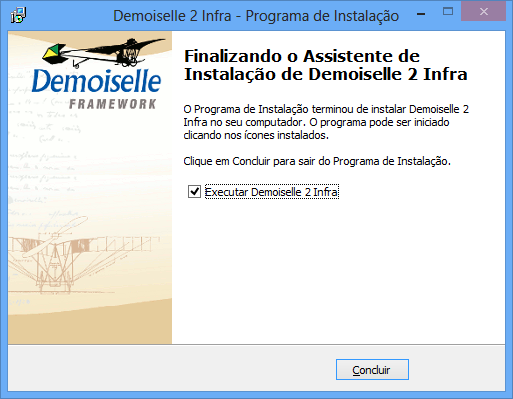 Demoiselle 2 Infra - Programa de Instalação
Demoiselle
FRAMEWORK
Finalizando o Assistente de
Instalação de Demoiselle 2 Infra
O Programa de Instalação terminou de instalar Demoiselle 2
Infra no seu computador. O programa pode ser iniciado
clicando nos ícones instalados.
Clique em Concluir para sair do Programa de Instalação.
Executar Demoiselle 2 Infra
Concluir